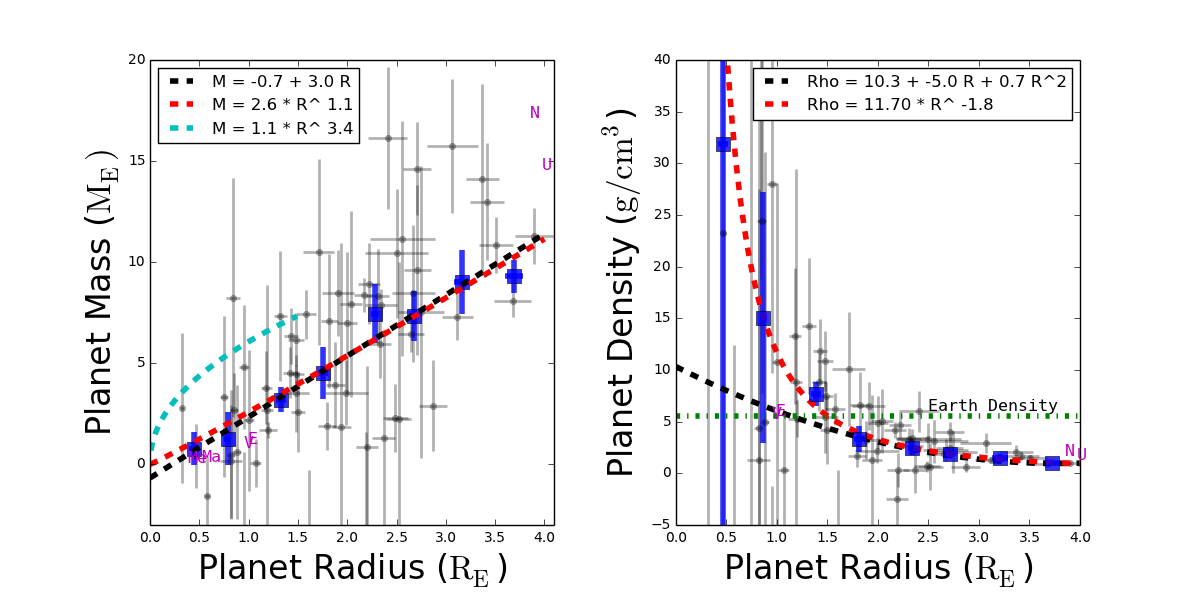 M = -0.7 + 3.0 R
M = 2.6 * R^ 1.1
M = 1.1 * R^ 3.4
N
U
E
V
Ma
Me
20
15
10
5
0
0.0 0.5 1.0 1.5 2.0 2.5 3.0 3.5 4.0
Planet Mass (M_E)
Planet Radius (R_E)
Rho = 10.3 + -5.0 R + 0.7 R^2
Rho = 11.70 * R^ -1.8
Earth Density
E
N
U
40
35
30
25
20
15
10
5
0
−5
0.0 0.5 1.0 1.5 2.0 2.5 3.0 3.5 4.0
Planet Density (g/cm³)
Planet Radius (R_E)